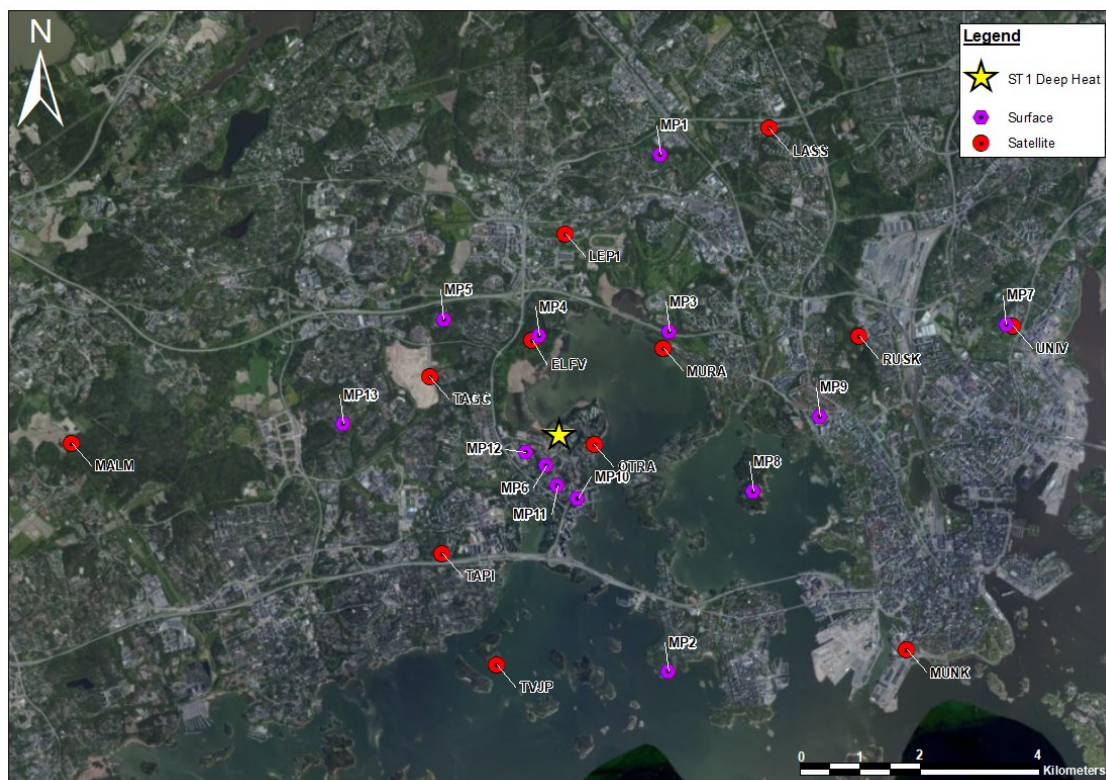 N
Legend
ST1 Deep Heat
Surface
Satellite
MP1
LASS
LEP1
MP5
MP4
MP3
MP7
ELFV
MURA
RUSK
UNIV
TAGC
MP13
MP9
MALM
MP12
OTRA
MP6
MP10
MP8
MP11
TAPI
MP2
TVJP
MUNK
0 1 2 4
Kilometers